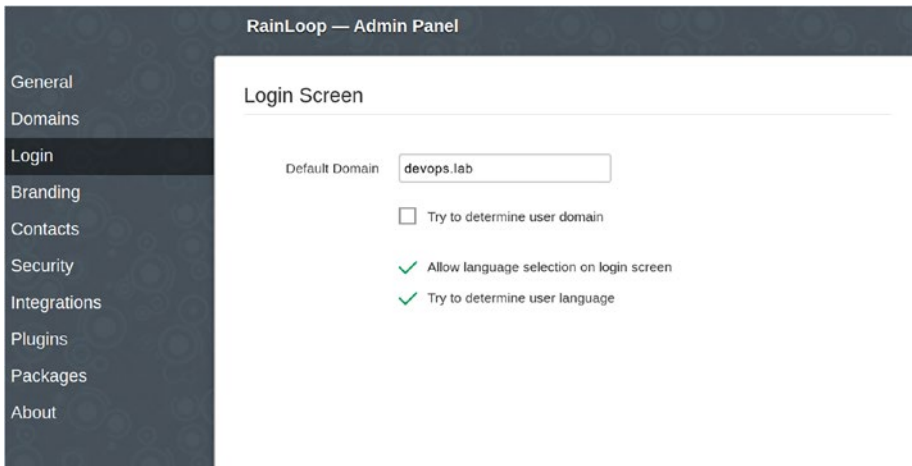 RainLoop — Admin Panel
General
Domains
Login
Branding
Contacts
Security
Integrations
Plugins
Packages
About
Login Screen
Default Domain devops.lab
Try to determine user domain
Allow language selection on login screen
Try to determine user language